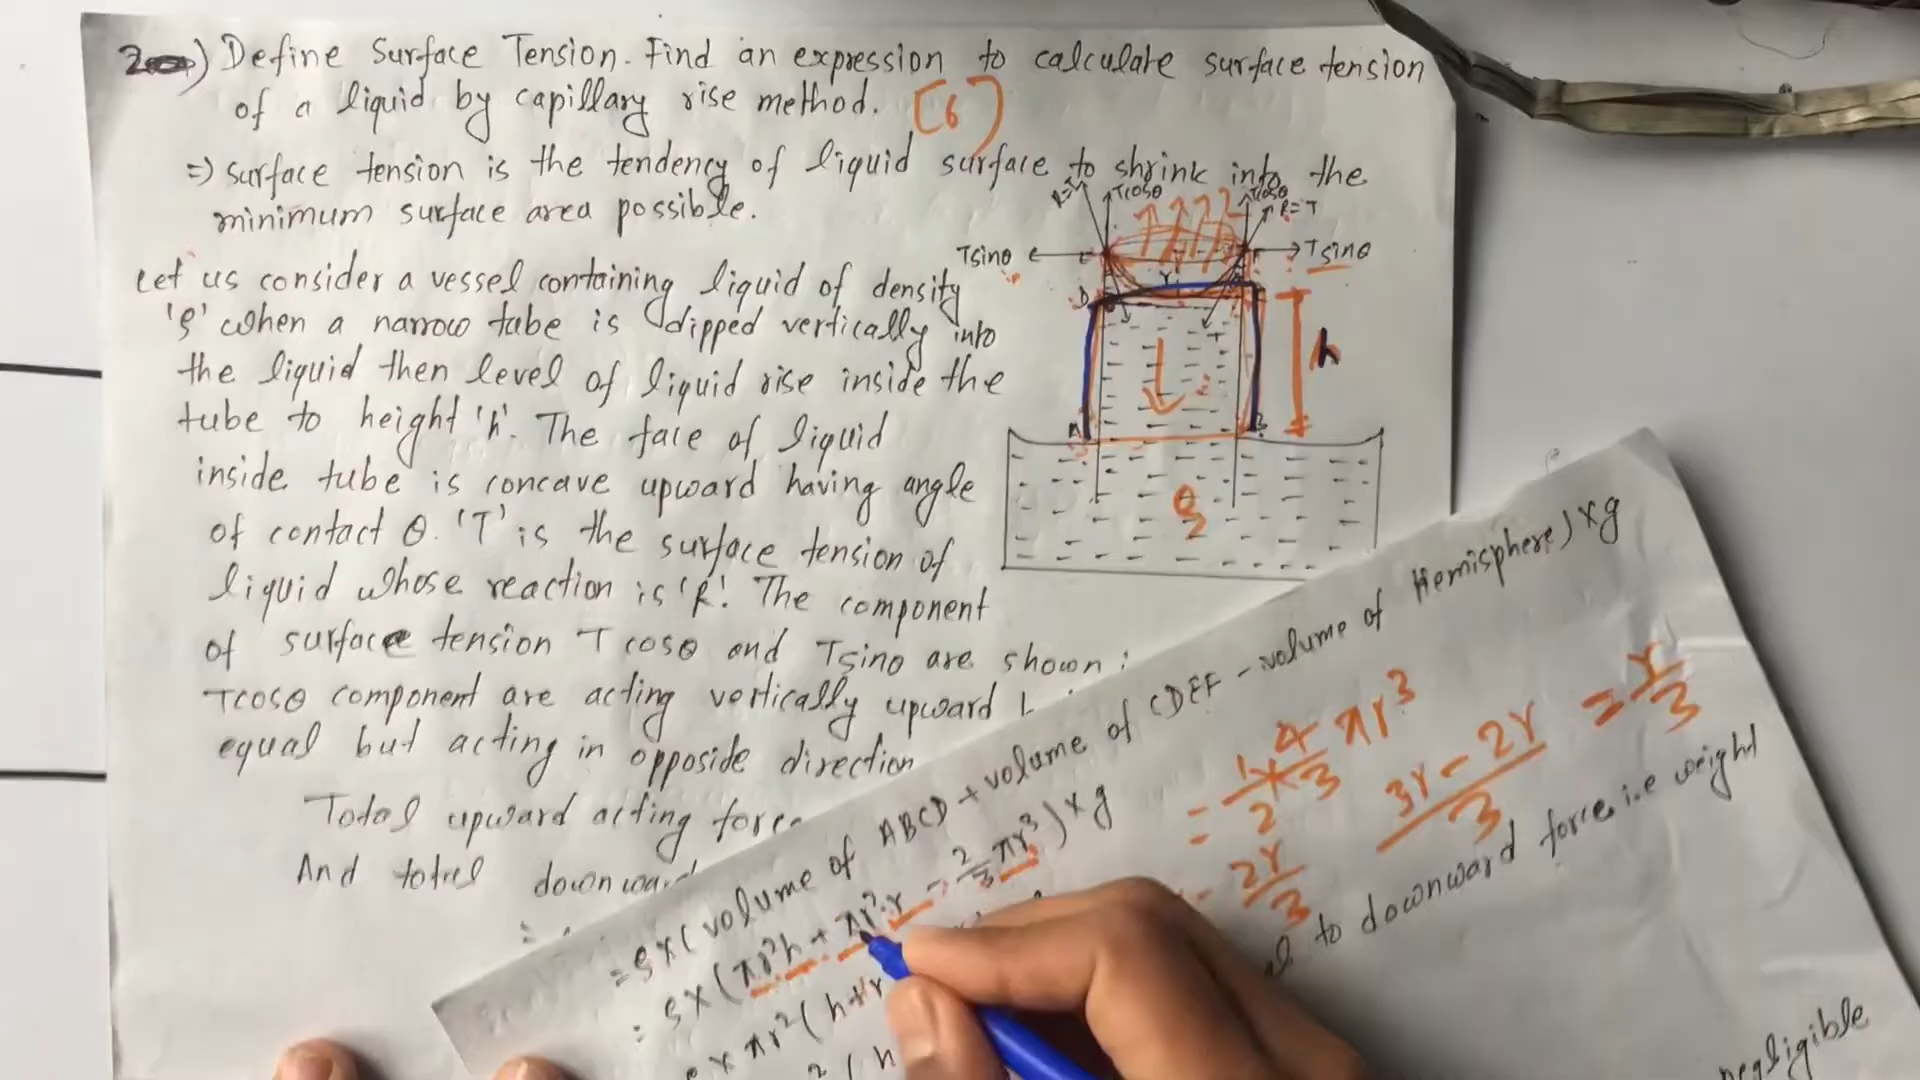 2) Define Surface Tension. Find an expression to calculate surface tension
of a liquid by capillary rise method. [6]
=) Surface tension is the tendency of liquid surface to shrink into the
minimum surface area possible.
Tcosθ
Tcosθ
R=T
Tsinθ
Tsinθ
Let us consider a vessel containing liquid of density
'ρ' when a narrow tube is dipped vertically into
the liquid then level of liquid rise inside the
tube to height 'h'. The face of liquid
inside tube is concave upward having angle
of contact θ. 'T' is the surface tension of
liquid whose reaction is 'R'. The component
of surface tension Tcosθ and Tsinθ are shown:
Tcosθ component are acting vertically upward
equal but acting in opposite direction
Total upward acting force
And total downward
D
r
h
A
B
= ρ×(volume of ABCD + volume of CDEF - volume of Hemisphere)×g
= ρ×(πr²h + πr²·r - 2/3 πr³)×g
× πr²(h+r
(h
= 1/2 × 4/3 πr³
3r-2r/3 = r/3
- 2r/3
to downward force i.e weight
negligible